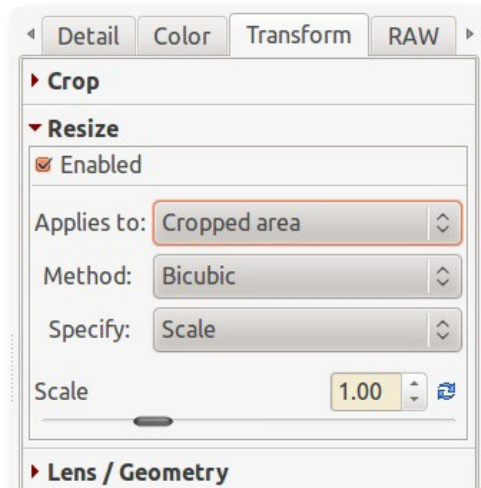 Detail Color Transform RAW
Crop
Resize
Enabled
Applies to: Cropped area
Method: Bicubic
Specify: Scale
Scale 1.00
Lens / Geometry